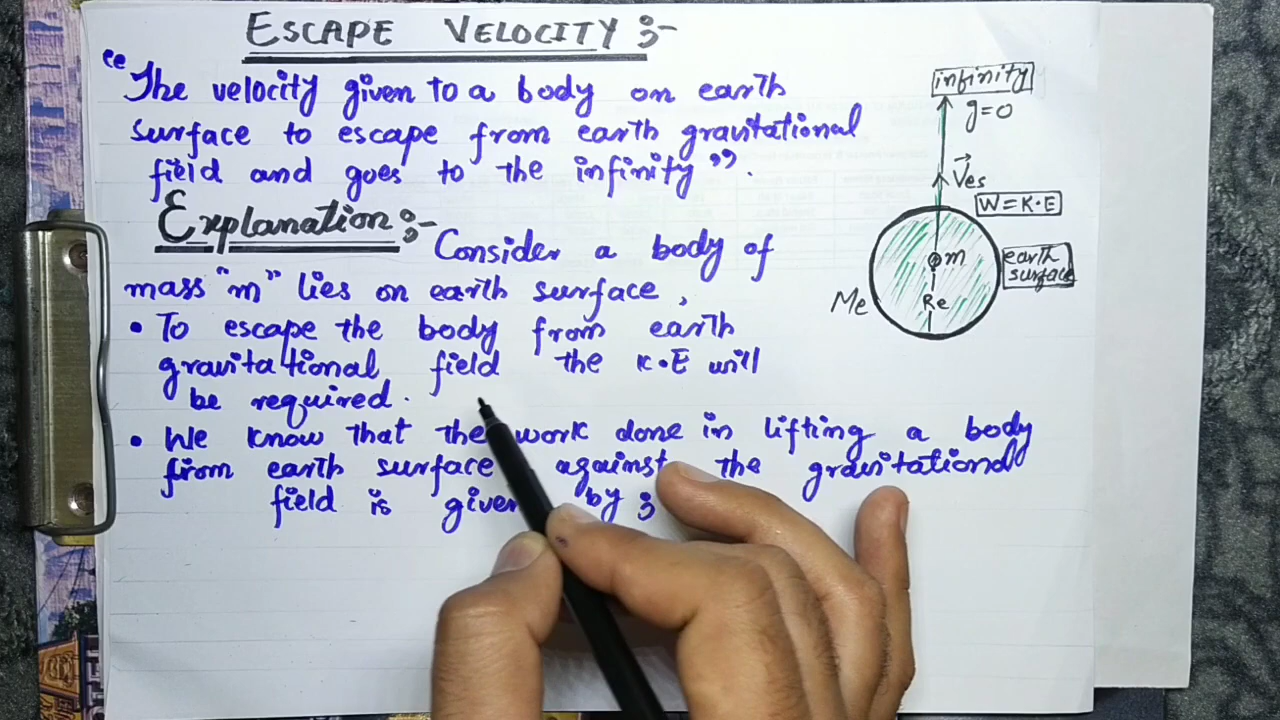 ESCAPE VELOCITY :-
"The velocity given to a body on earth
surface to escape from earth gravitational
field and goes to the infinity".
Explanation :-
Consider a body of
mass "m" lies on earth surface,
• To escape the body from earth
gravitational field the K.E will
be required.
• We know that the work done in lifting a body
from earth surface against the gravitational
field is given by ;
infinity
g=0
Ves
W=K.E
m
earth
surface
Me
Re